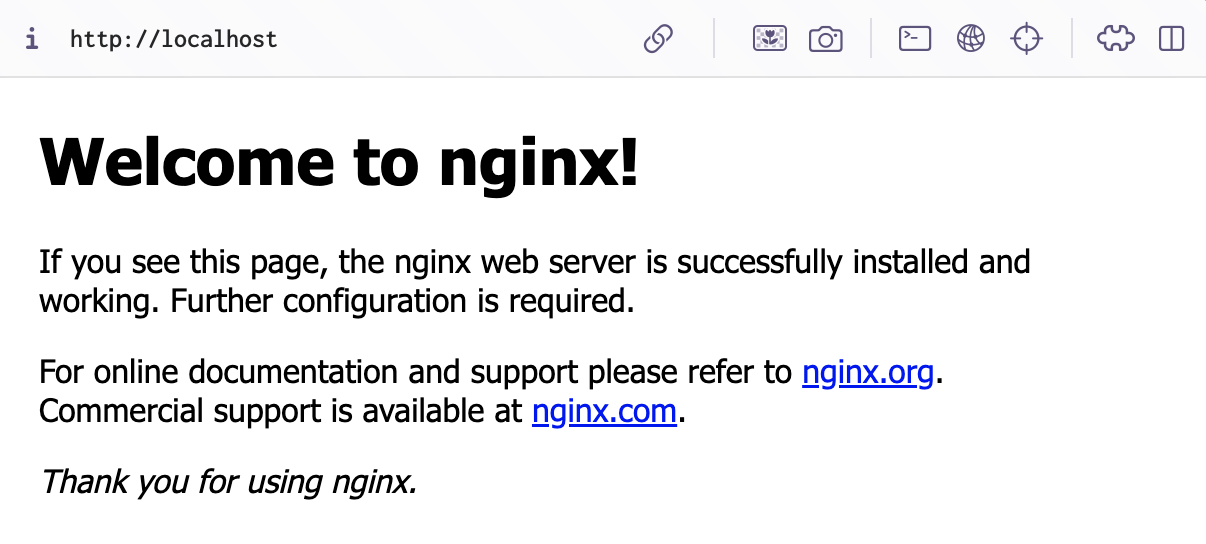 http://localhost
Welcome to nginx!
If you see this page, the nginx web server is successfully installed and
working. Further configuration is required.
For online documentation and support please refer to nginx.org.
Commercial support is available at nginx.com.
Thank you for using nginx.